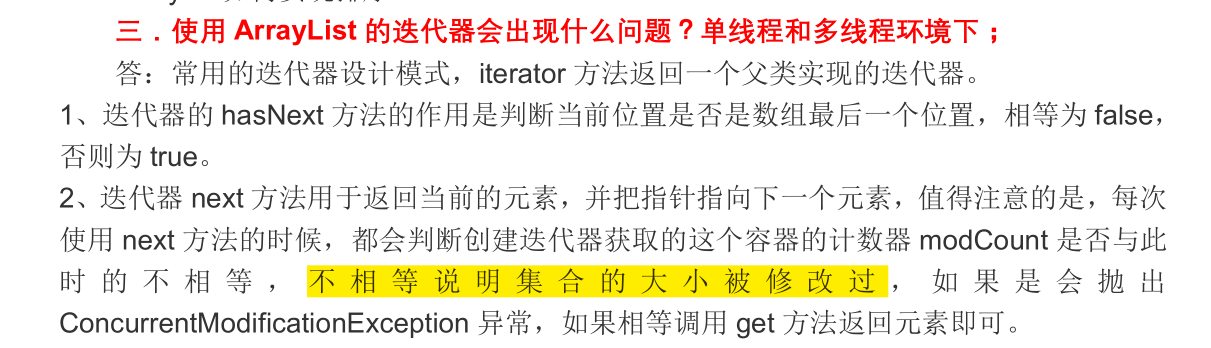 三．使用 ArrayList 的迭代器会出现什么问题？单线程和多线程环境下；
答：常用的迭代器设计模式，iterator 方法返回一个父类实现的迭代器。
1、迭代器的 hasNext 方法的作用是判断当前位置是否是数组最后一个位置，相等为 false，
否则为 true。
2、迭代器 next 方法用于返回当前的元素，并把指针指向下一个元素，值得注意的是，每次
使用 next 方法的时候，都会判断创建迭代器获取的这个容器的计数器 modCount 是否与此
时的不相等，不相等说明集合的大小被修改过，如果是会抛出
ConcurrentModificationException 异常，如果相等调用 get 方法返回元素即可。